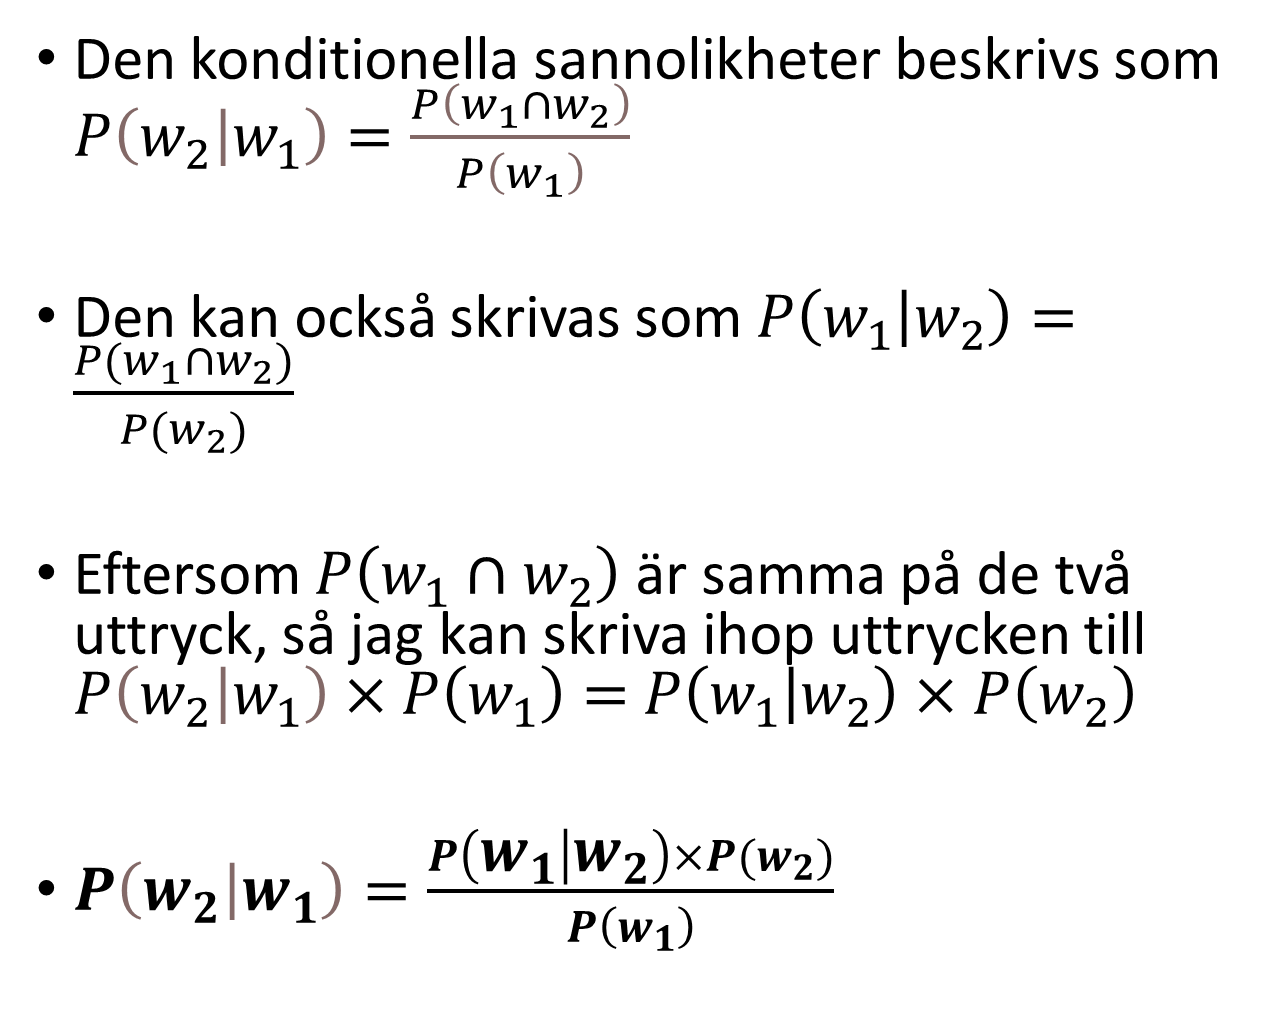 • Den konditionella sannolikheter beskrivs som
P(w₂|w₁) = P(w₁∩w₂) / P(w₁)
• Den kan också skrivas som P(w₁|w₂) =
P(w₁∩w₂) / P(w₂)
• Eftersom P(w₁ ∩ w₂) är samma på de två
uttryck, så jag kan skriva ihop uttrycken till
P(w₂|w₁) × P(w₁) = P(w₁|w₂) × P(w₂)
• P(w₂|w₁) = P(w₁|w₂)×P(w₂) / P(w₁)